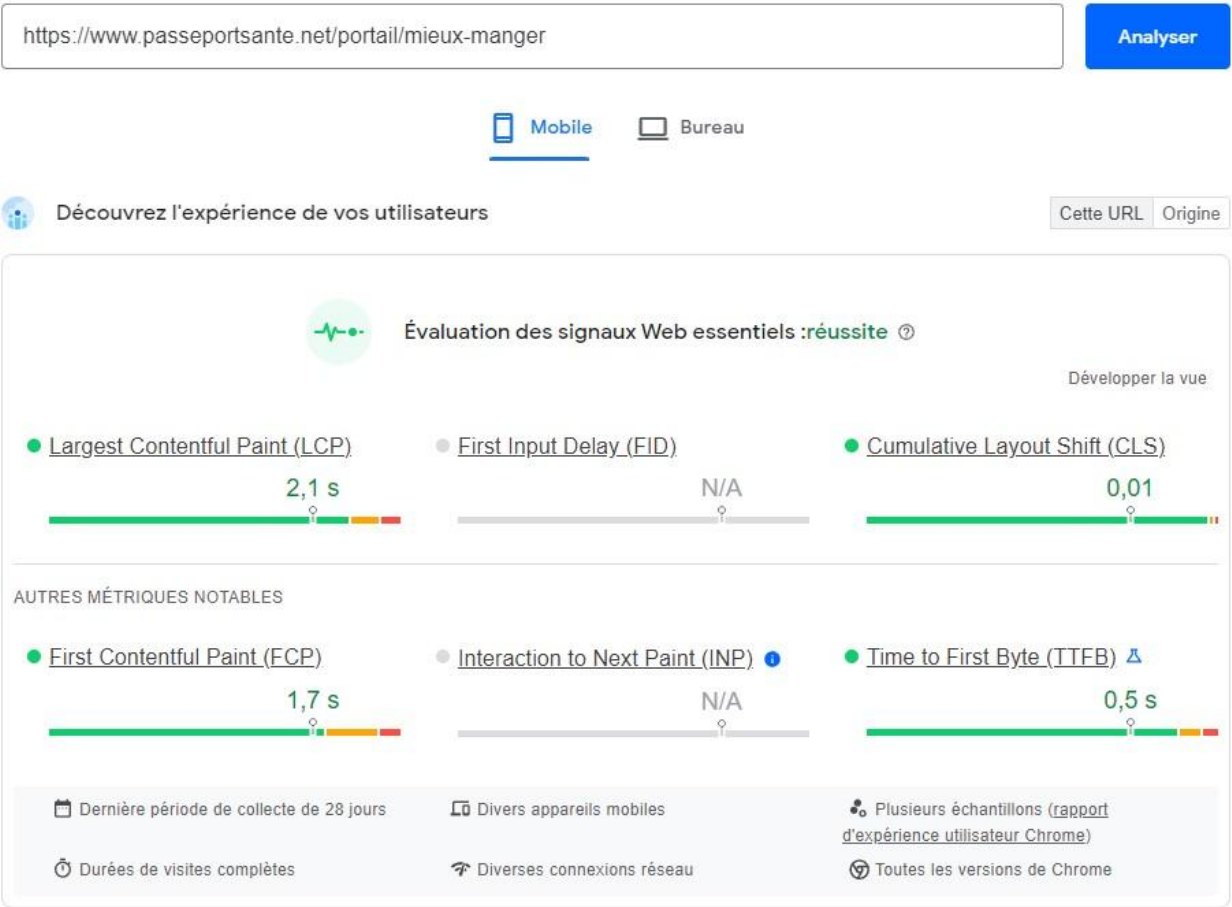 https://www.passeportsante.net/portail/mieux-manger
Analyser
Mobile
Bureau
Découvrez l'expérience de vos utilisateurs
Cette URL
Origine
Évaluation des signaux Web essentiels :réussite
Développer la vue
Largest Contentful Paint (LCP)
2,1 s
First Input Delay (FID)
N/A
Cumulative Layout Shift (CLS)
0,01
AUTRES MÉTRIQUES NOTABLES
First Contentful Paint (FCP)
1,7 s
Interaction to Next Paint (INP)
N/A
Time to First Byte (TTFB)
0,5 s
Dernière période de collecte de 28 jours
Divers appareils mobiles
Plusieurs échantillons (rapport
d'expérience utilisateur Chrome)
Durées de visites complètes
Diverses connexions réseau
Toutes les versions de Chrome